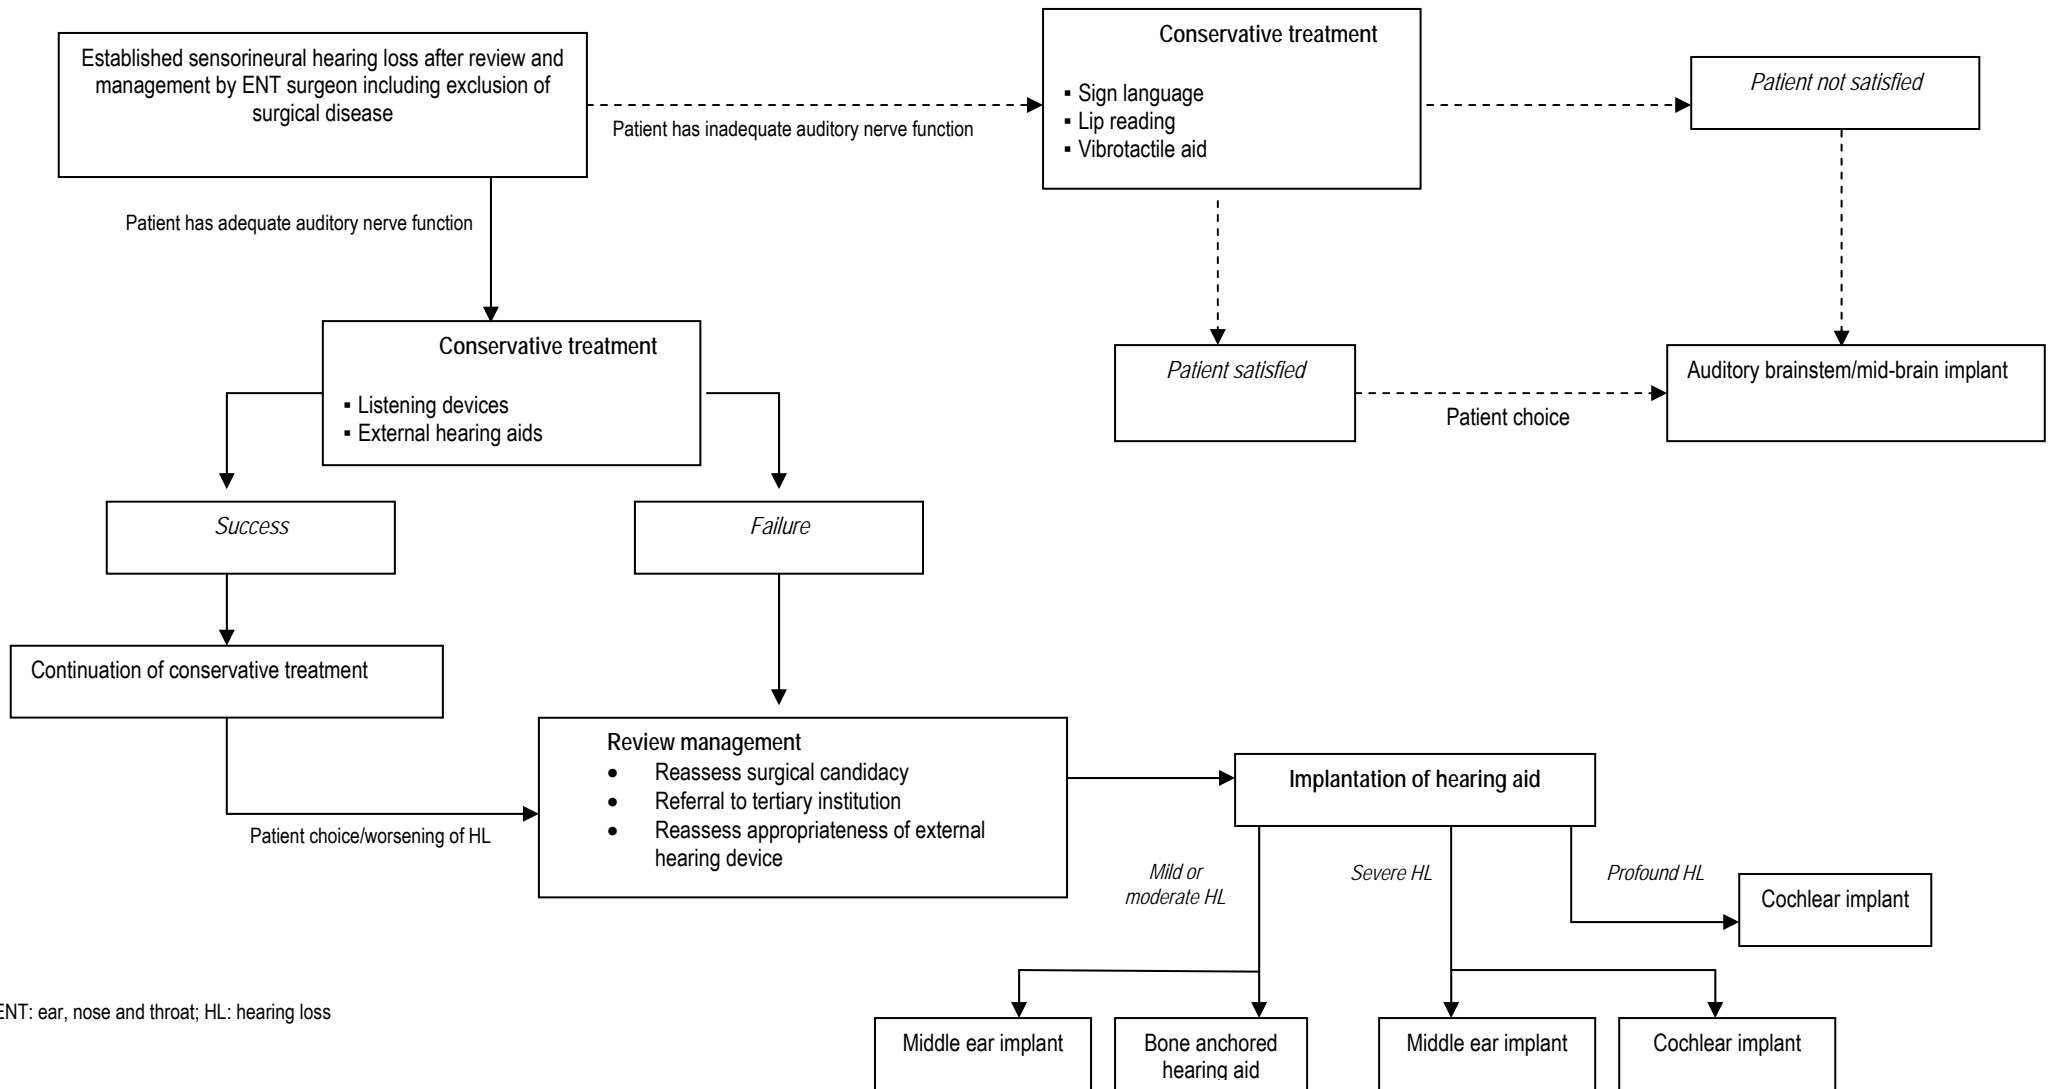 Established sensorineural hearing loss after review and
management by ENT surgeon including exclusion of
surgical disease
Patient has inadequate auditory nerve function
Conservative treatment
▪ Sign language
▪ Lip reading
▪ Vibrotactile aid
Patient not satisfied
Patient has adequate auditory nerve function
Conservative treatment
▪ Listening devices
▪ External hearing aids
Patient satisfied
Patient choice
Auditory brainstem/mid-brain implant
Success
Failure
Continuation of conservative treatment
Patient choice/worsening of HL
Review management
• Reassess surgical candidacy
• Referral to tertiary institution
• Reassess appropriateness of external
hearing device
Implantation of hearing aid
Mild or
moderate HL
Severe HL
Profound HL
Cochlear implant
Middle ear implant
Bone anchored
hearing aid
Middle ear implant
Cochlear implant
ENT: ear, nose and throat; HL: hearing loss